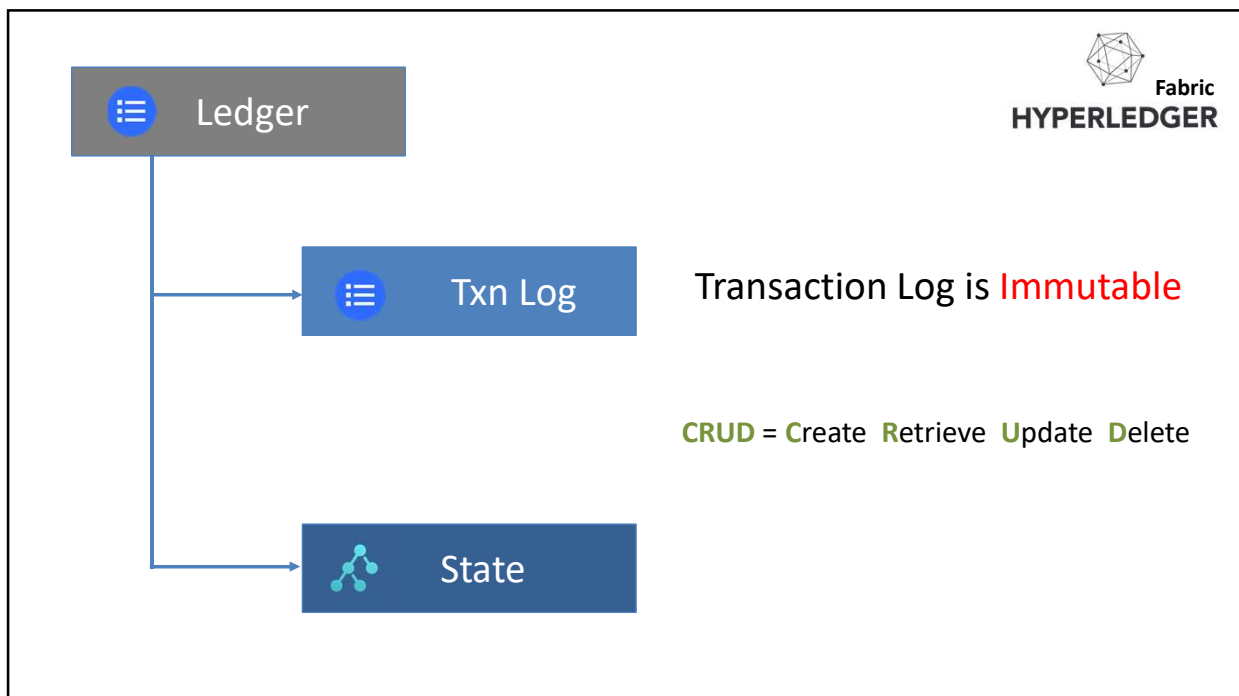 Ledger
Fabric
HYPERLEDGER
Txn Log
Transaction Log is Immutable
CRUD = Create Retrieve Update Delete
State